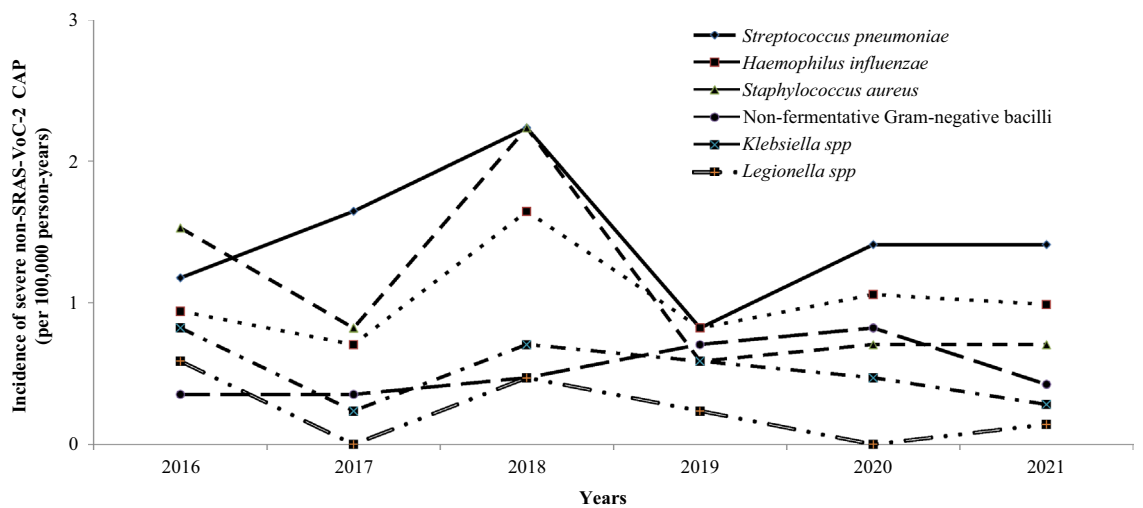 3
2
1
0
Incidence of severe non-SRAS-VoC-2 CAP
(per 100,000 person-years)
Streptococcus pneumoniae
Haemophilus influenzae
Staphylococcus aureus
Non-fermentative Gram-negative bacilli
Klebsiella spp
Legionella spp
2016 2017 2018 2019 2020 2021
Years